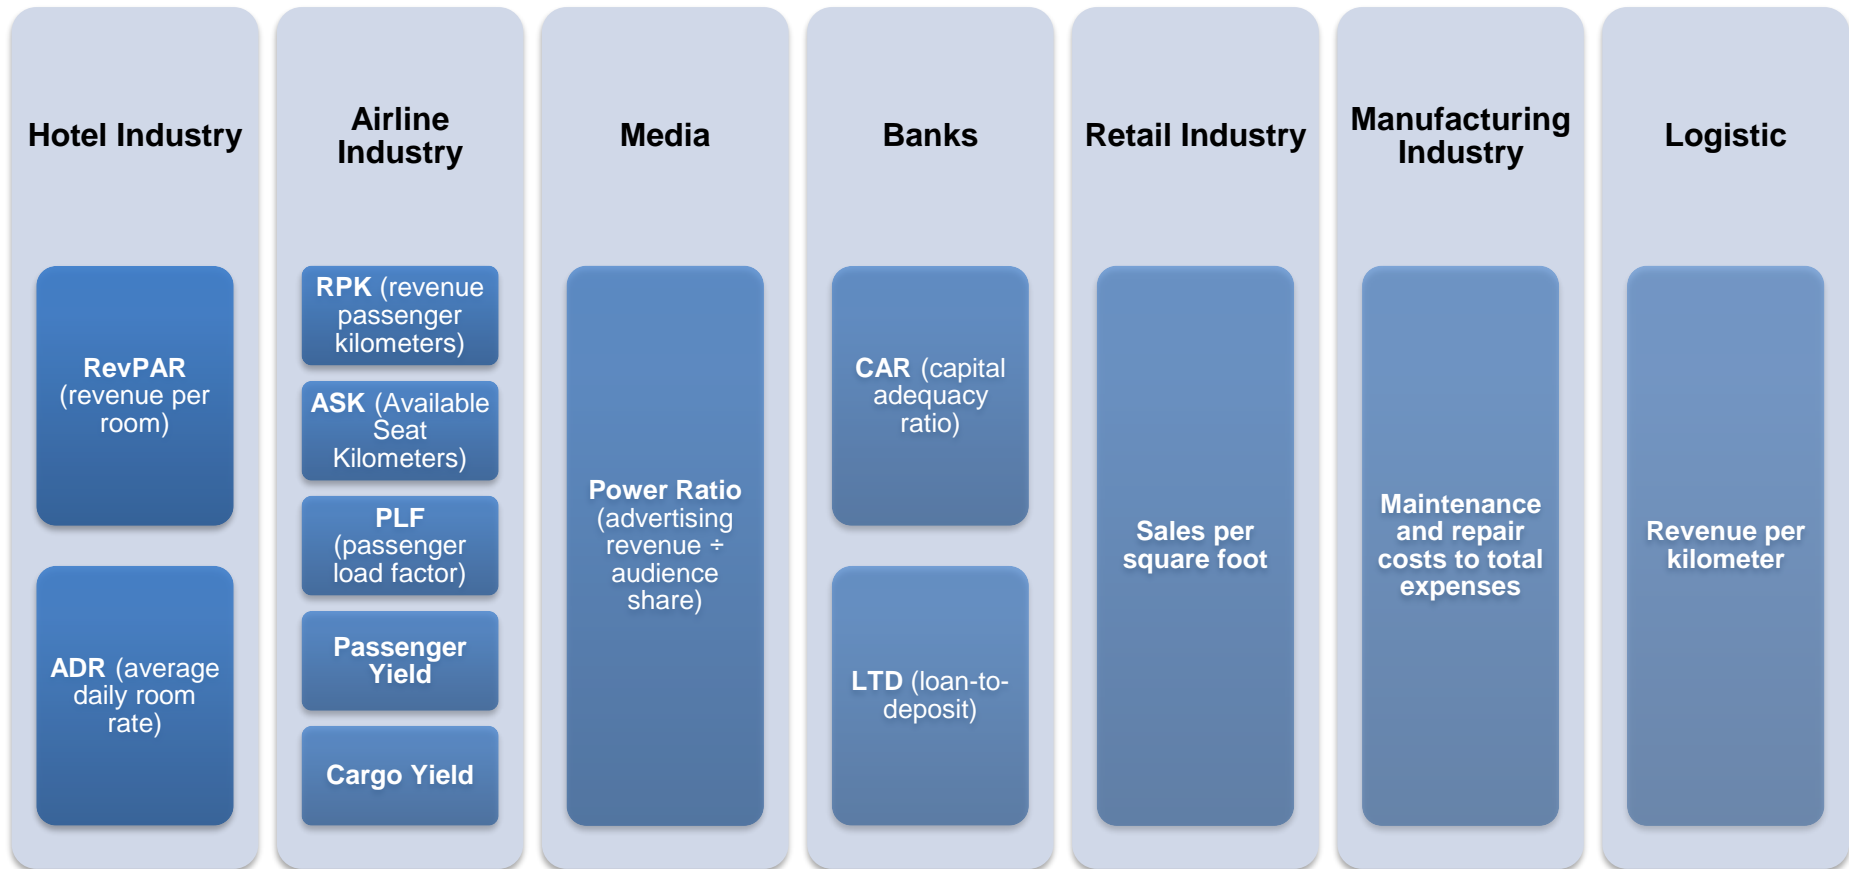 Hotel Industry
RevPAR
(revenue per
room)
ADR (average
daily room
rate)
Airline
Industry
RPK (revenue
passenger
kilometers)
ASK (Available
Seat
Kilometers)
PLF
(passenger
load factor)
Passenger
Yield
Cargo Yield
Media
Power Ratio
(advertising
revenue ÷
audience
share)
Banks
CAR (capital
adequacy
ratio)
LTD (loan-to-
deposit)
Retail Industry
Sales per
square foot
Manufacturing
Industry
Maintenance
and repair
costs to total
expenses
Logistic
Revenue per
kilometer